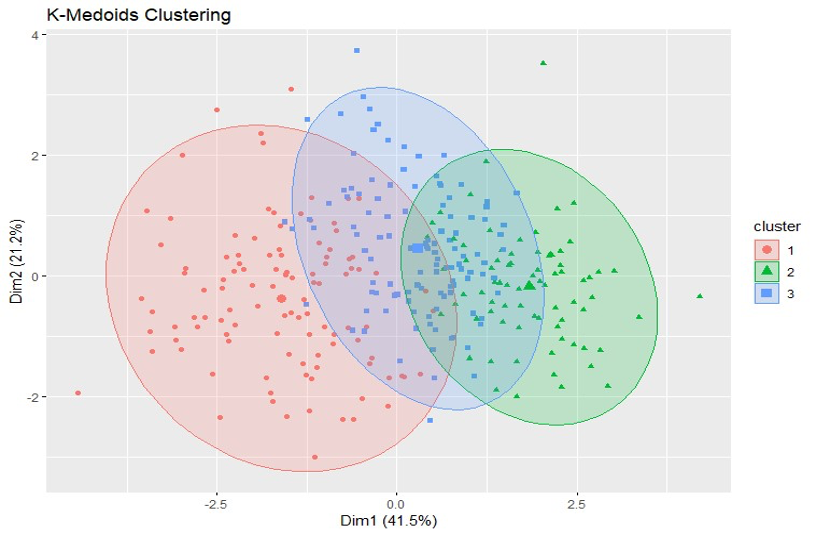 K-Medoids Clustering
4
2
0
-2
Dim2 (21.2%)
-2.5 0.0 2.5
Dim1 (41.5%)
cluster
1
2
3